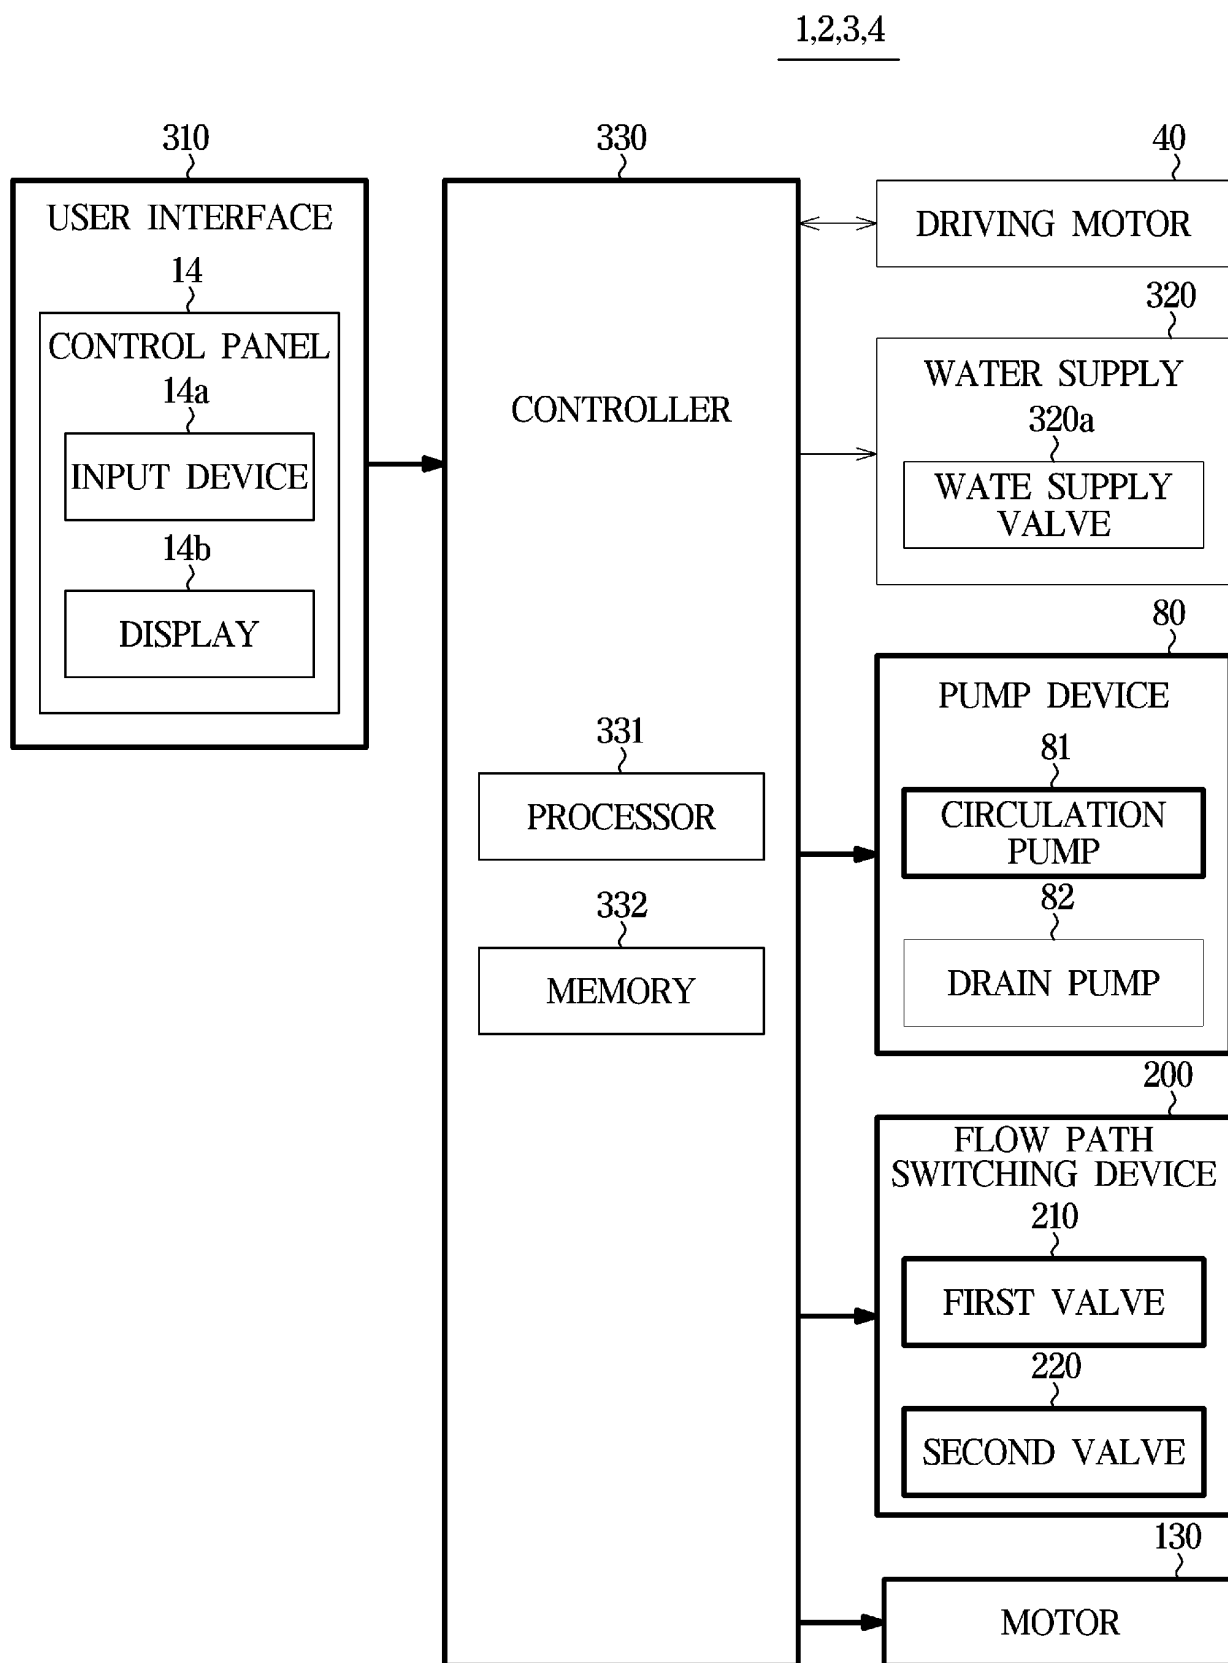 1,2,3,4
310
USER INTERFACE
14
CONTROL PANEL
14a
INPUT DEVICE
14b
DISPLAY
330
CONTROLLER
331
PROCESSOR
332
MEMORY
40
DRIVING MOTOR
320
WATER SUPPLY
320a
WATE SUPPLY
VALVE
80
PUMP DEVICE
81
CIRCULATION
PUMP
82
DRAIN PUMP
200
FLOW PATH
SWITCHING DEVICE
210
FIRST VALVE
220
SECOND VALVE
130
MOTOR